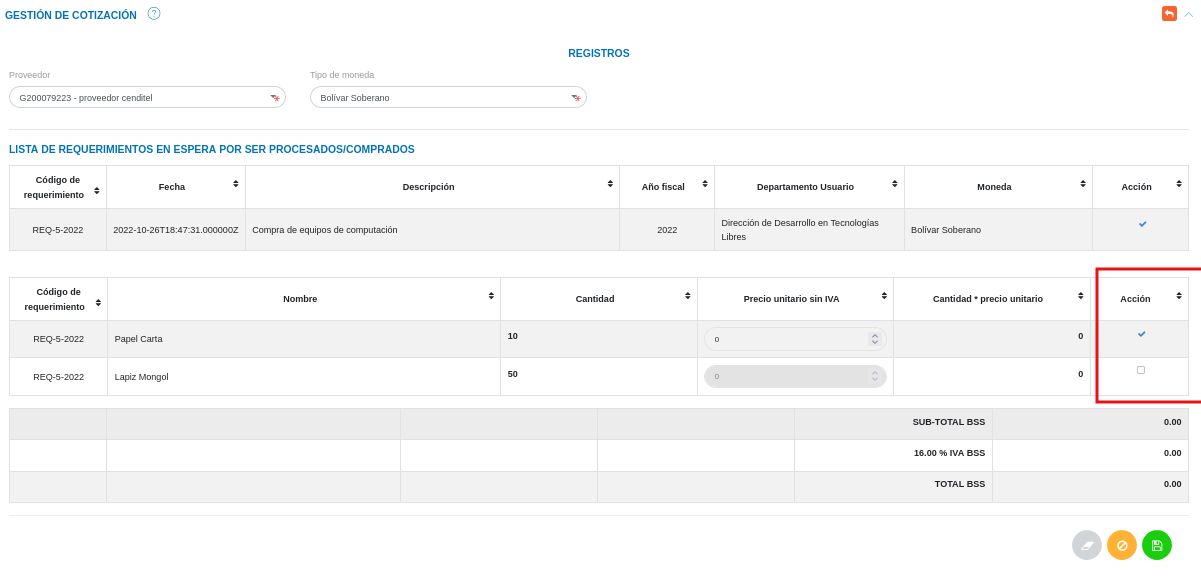 GESTIÓN DE COTIZACIÓN ?
REGISTROS
Proveedor Tipo de moneda
G200079223 - proveedor cenditel Bolívar Soberano
LISTA DE REQUERIMIENTOS EN ESPERA POR SER PROCESADOS/COMPRADOS
Código de requerimiento Fecha Descripción Año fiscal Departamento Usuario Moneda Acción
REQ-5-2022 2022-10-26T18:47:31.000000Z Compra de equipos de computación 2022 Dirección de Desarrollo en Tecnologías Libres Bolívar Soberano
Código de requerimiento Nombre Cantidad Precio unitario sin IVA Cantidad * precio unitario Acción
REQ-5-2022 Papel Carta 10 0 0
REQ-5-2022 Lapiz Mongol 50 0 0
SUB-TOTAL BSS 0.00
16.00 % IVA BSS 0.00
TOTAL BSS 0.00